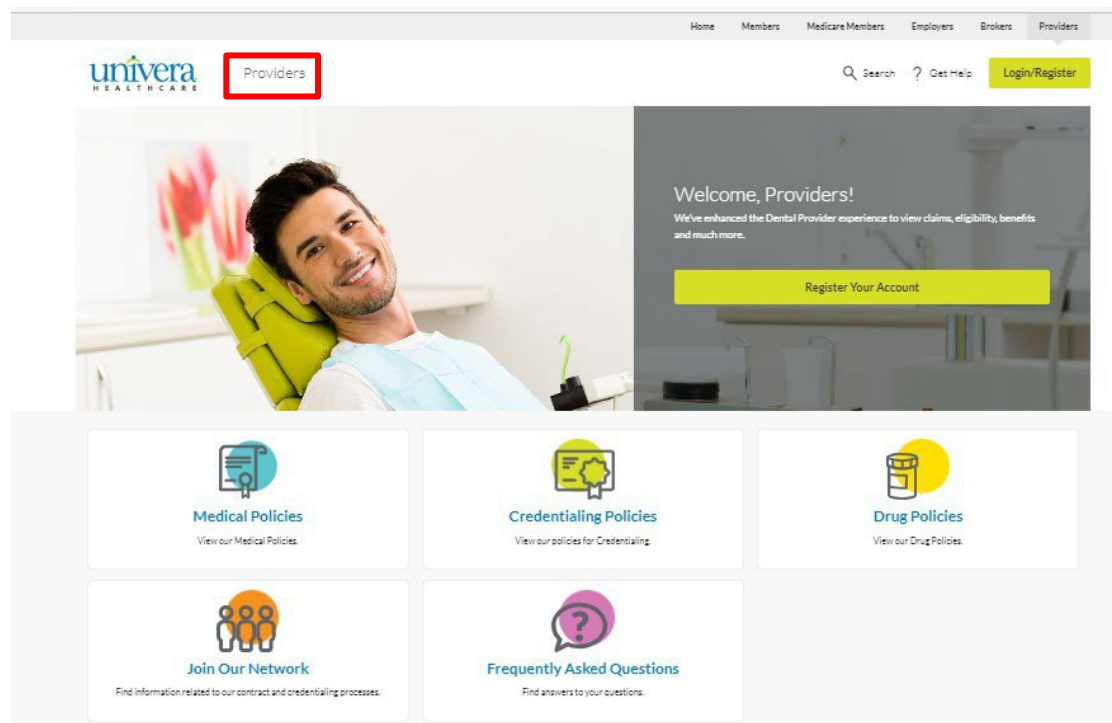 Home Members Medicare Members Employers Brokers Providers
univera
HEALTHCARE
Providers
Search ? Get Help Login/Register
Welcome, Providers!
We've enhanced the Dental Provider experience to view claims, eligibility, benefits
and much more.
Register Your Account
Medical Policies
View our Medical Policies.
Credentialing Policies
View our policies for Credentialing.
Drug Policies
View our Drug Policies.
Join Our Network
Find information related to our contract and credentialing processes.
?
Frequently Asked Questions
Find answers to your questions.